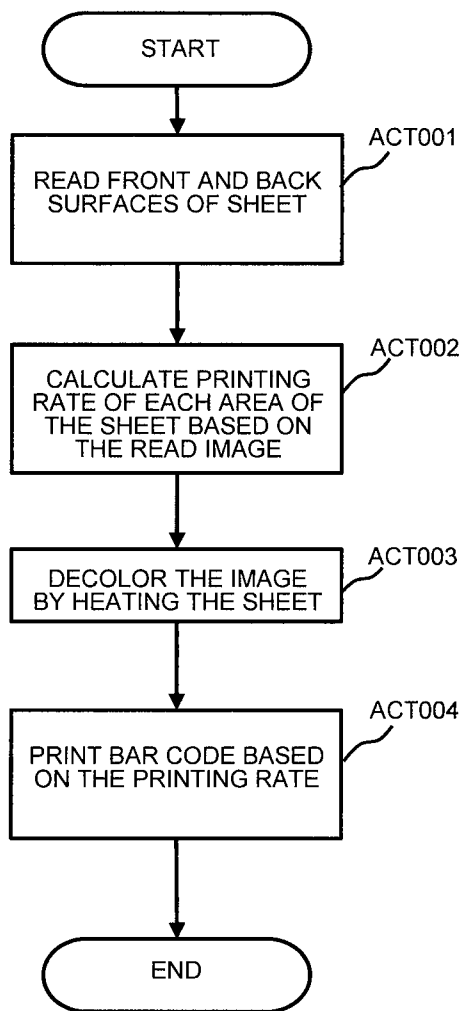 START
ACT001
READ FRONT AND BACK
SURFACES OF SHEET
ACT002
CALCULATE PRINTING
RATE OF EACH AREA OF
THE SHEET BASED ON
THE READ IMAGE
ACT003
DECOLOR THE IMAGE
BY HEATING THE SHEET
ACT004
PRINT BAR CODE BASED
ON THE PRINTING RATE
END